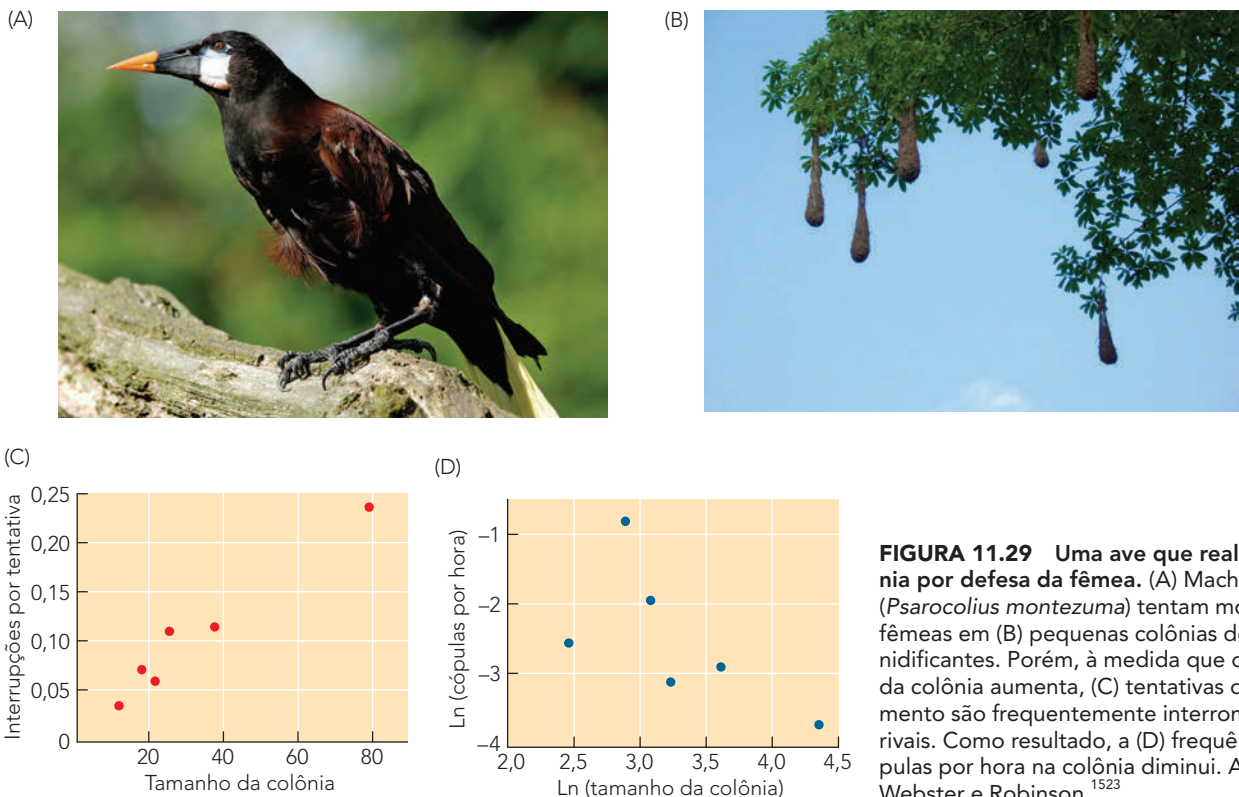 (A)
(B)
(C)
Interrupções por tentativa
0,25
0,20
0,15
0,10
0,05
0
20
40
60
80
Tamanho da colônia
(D)
Ln (cópulas por hora)
–1
–2
–3
–4
2,0
2,5
3,0
3,5
4,0
4,5
Ln (tamanho da colônia)
FIGURA 11.29 Uma ave que real
nia por defesa da fêmea. (A) Mach
(Psarocolius montezuma) tentam mo
fêmeas em (B) pequenas colônias de
nidificantes. Porém, à medida que o
da colônia aumenta, (C) tentativas d
mento são frequentemente interrom
rivais. Como resultado, a (D) frequê
pulas por hora na colônia diminui. A
Webster e Robinson.1523